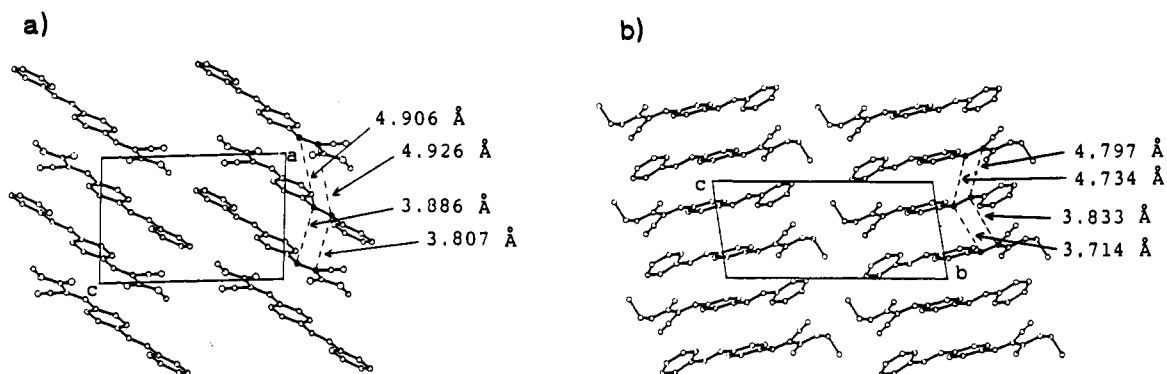 a)
4.906 Å
4.926 Å
3.886 Å
3.807 Å
a
c
b)
4.797 Å
4.734 Å
3.833 Å
3.714 Å
c
b